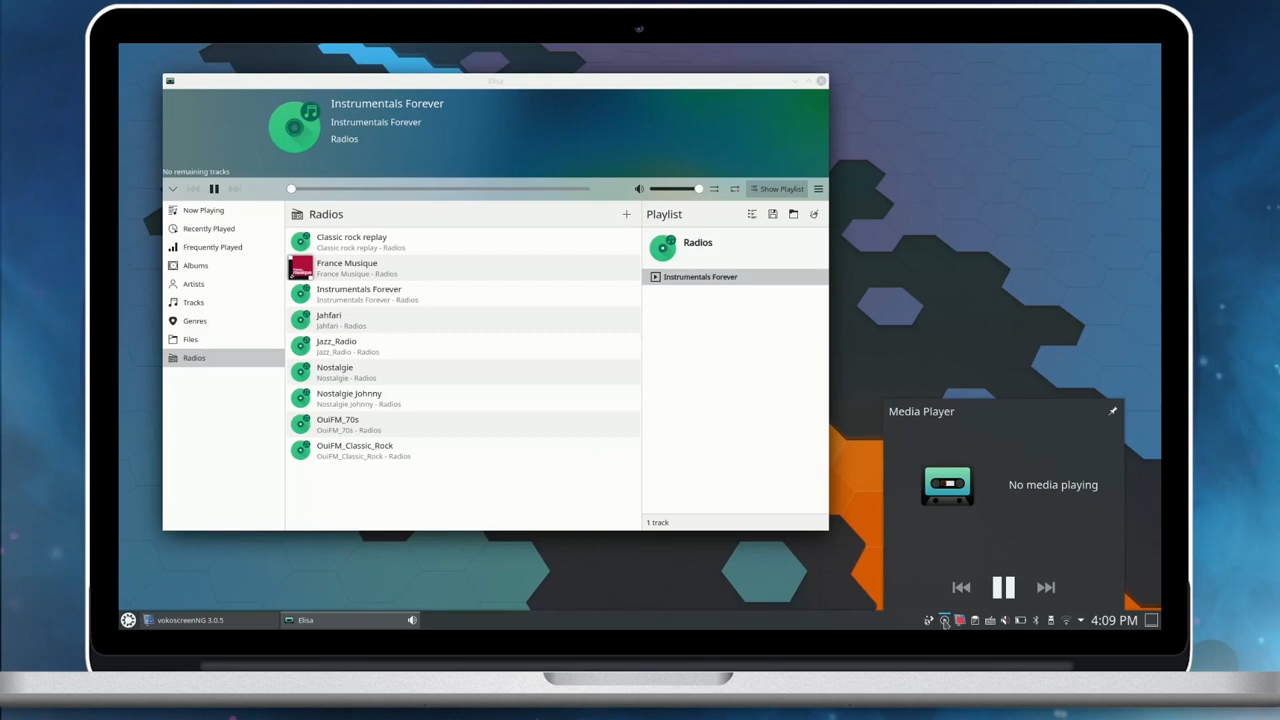 Elisa
Instrumentals Forever
Instrumentals Forever
Radios
No remaining tracks
Show Playlist
Now Playing
Recently Played
Frequently Played
Albums
Artists
Tracks
Genres
Files
Radios
Radios
Classic rock replay
Classic rock replay - Radios
France Musique
France Musique - Radios
Instrumentals Forever
Instrumentals Forever - Radios
Jahfari
Jahfari - Radios
Jazz_Radio
Jazz_Radio - Radios
Nostalgie
Nostalgie - Radios
Nostalgie Johnny
Nostalgie Johnny - Radios
OuiFM_70s
OuiFM_70s - Radios
OuiFM_Classic_Rock
OuiFM_Classic_Rock - Radios
Playlist
Radios
Instrumentals Forever
1 track
Media Player
No media playing
vokoscreenNG 3.0.5
Elisa
4:09 PM